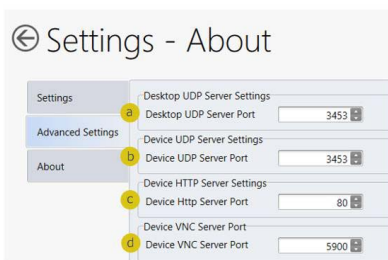 Settings - About
Settings
Advanced Settings
About
Desktop UDP Server Settings
a Desktop UDP Server Port 3453
Device UDP Server Settings
b Device UDP Server Port 3453
Device HTTP Server Settings
c Device Http Server Port 80
Device VNC Server Port
d Device VNC Server Port 5900